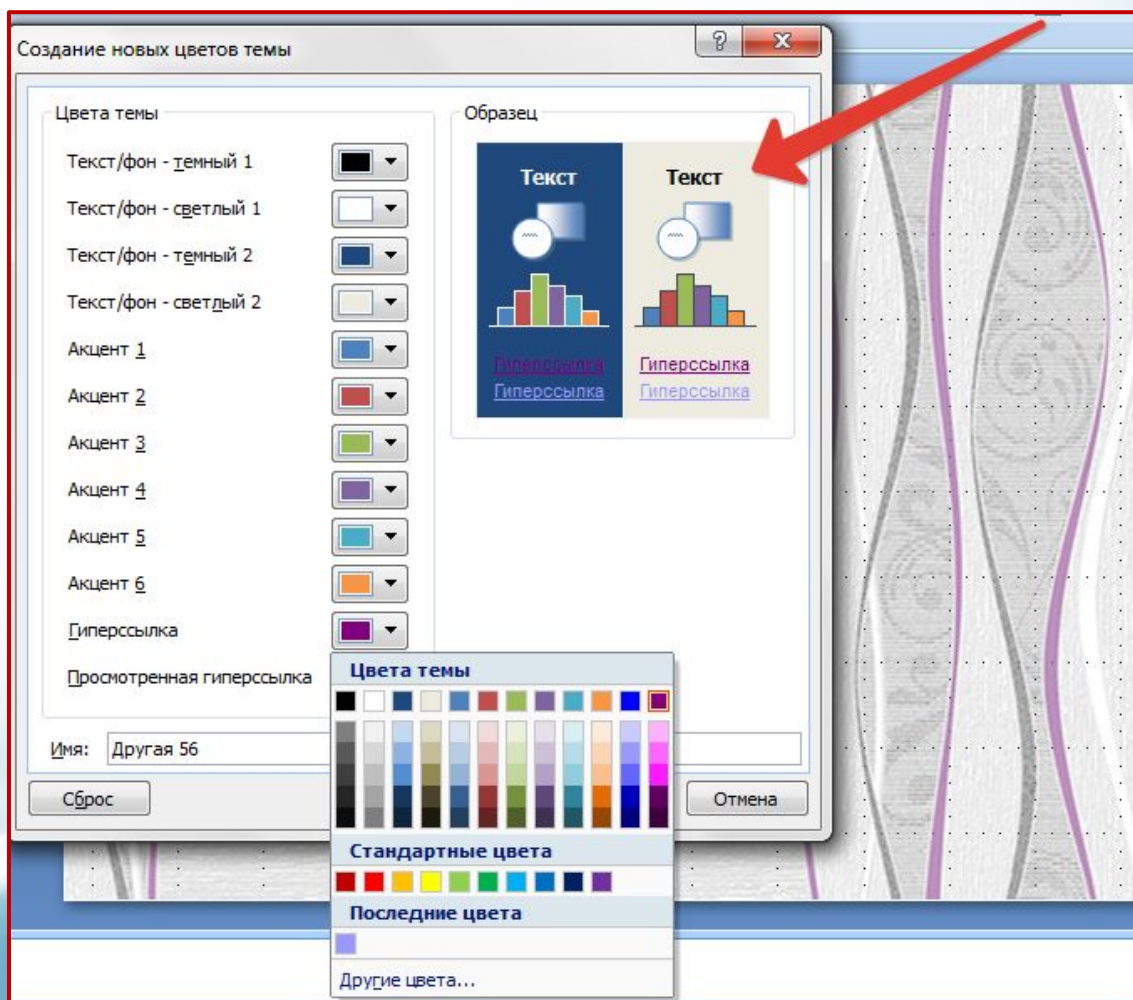 Создание новых цветов темы
Цвета темы
Текст/фон - темный 1
Текст/фон - светлый 1
Текст/фон - темный 2
Текст/фон - светлый 2
Акцент 1
Акцент 2
Акцент 3
Акцент 4
Акцент 5
Акцент 6
Гиперссылка
Просмотренная гиперссылка
Имя: Другая 56
Сброс
Отмена
Образец
Текст Текст
Гиперссылка Гиперссылка
Гиперссылка Гиперссылка
Цвета темы
Стандартные цвета
Последние цвета
Другие цвета...